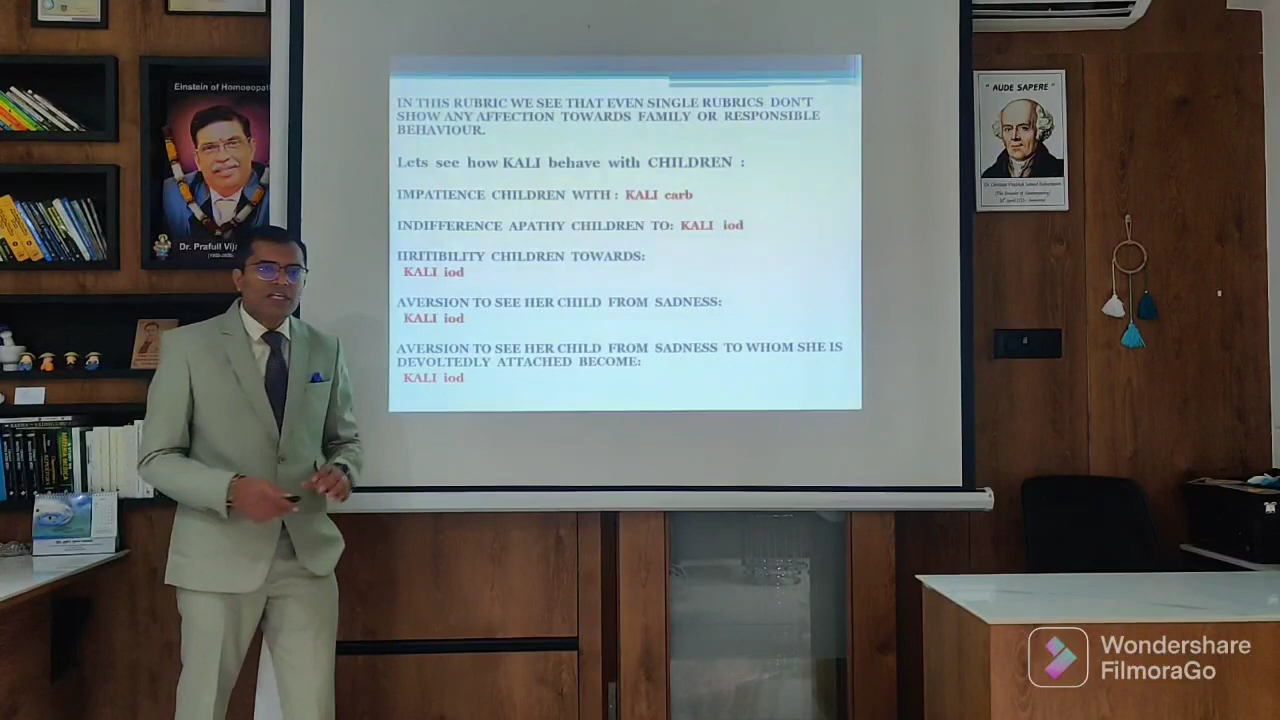 Einstein of Homoeopat
Dr. Prafull Vija
IN THIS RUBRIC WE SEE THAT EVEN SINGLE RUBRICS DON'T
SHOW ANY AFFECTION TOWARDS FAMILY OR RESPONSIBLE
BEHAVIOUR.
Lets see how KALI behave with CHILDREN :
IMPATIENCE CHILDREN WITH : KALI carb
INDIFFERENCE APATHY CHILDREN TO: KALI iod
IIRITIBILITY CHILDREN TOWARDS:
KALI iod
AVERSION TO SEE HER CHILD FROM SADNESS:
KALI iod
AVERSION TO SEE HER CHILD FROM SADNESS TO WHOM SHE IS
DEVOLTEDLY ATTACHED BECOME:
KALI iod
" AUDE SAPERE "
Wondershare
FilmoraGo